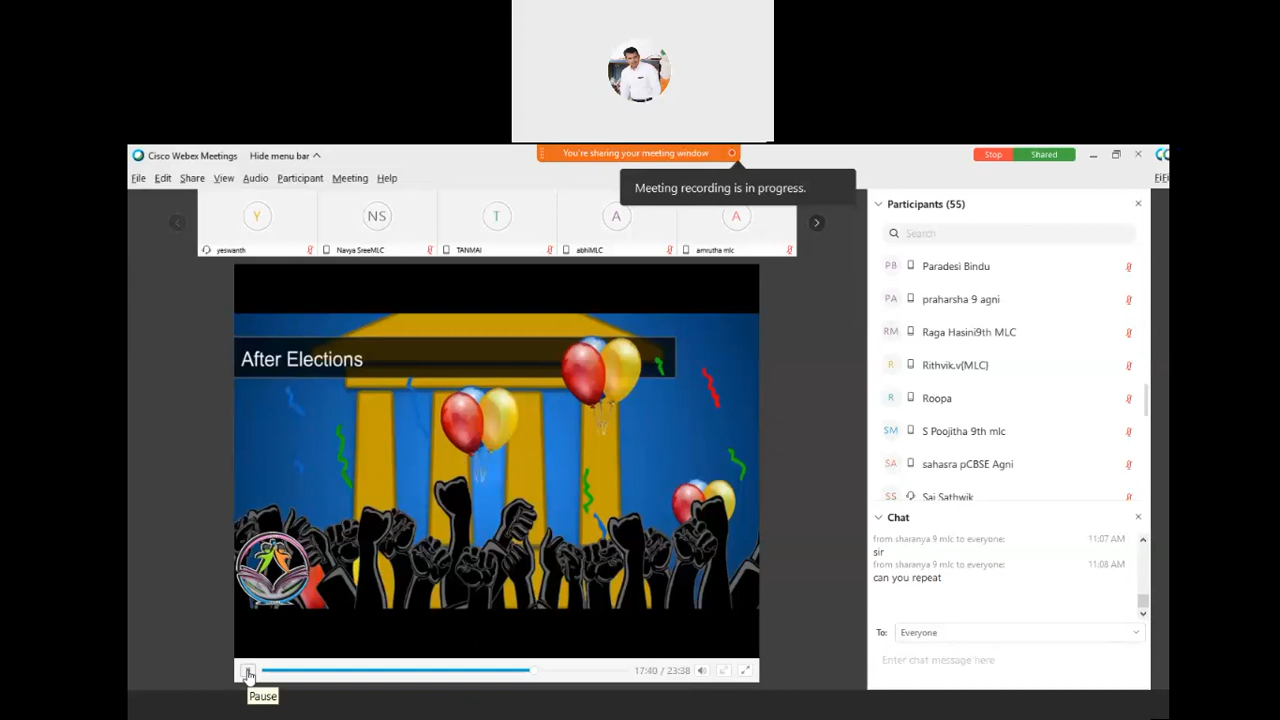 Cisco Webex Meetings Hide menu bar
You're sharing your meeting window
Stop Shared
File Edit Share View Audio Participant Meeting Help
Meeting recording is in progress.
Y NS T A A
yeswanth Navya SreeMLC TANMAI abhiMLC amrutha mlc
Participants (55)
Search
PB Paradesi Bindu
PA praharsha 9 agni
RM Raga Hasini9th MLC
R Rithvik.v(MLC)
R Roopa
SM S Poojitha 9th mlc
SA sahasra pCBSE Agni
SS Sai Sathwik
After Elections
Chat
from sharanya 9 mlc to everyone: 11:07 AM
sir
from sharanya 9 mlc to everyone: 11:08 AM
can you repeat
To: Everyone
Enter chat message here
17:40 / 23:38
Pause